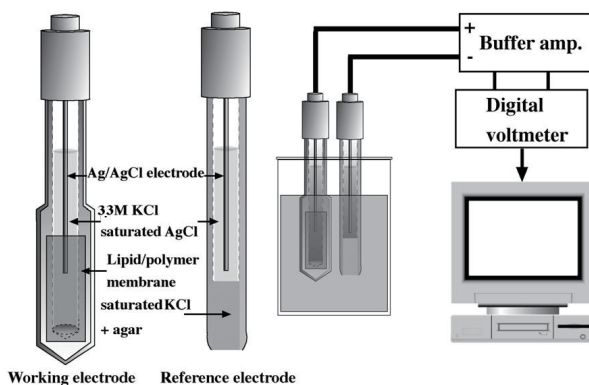 +
-
Buffer amp.
Digital
voltmeter
Ag/AgCl electrode
33M KCl
saturated AgCl
Lipid/polymer
membrane
saturated KCl
+ agar
Working electrode
Reference electrode